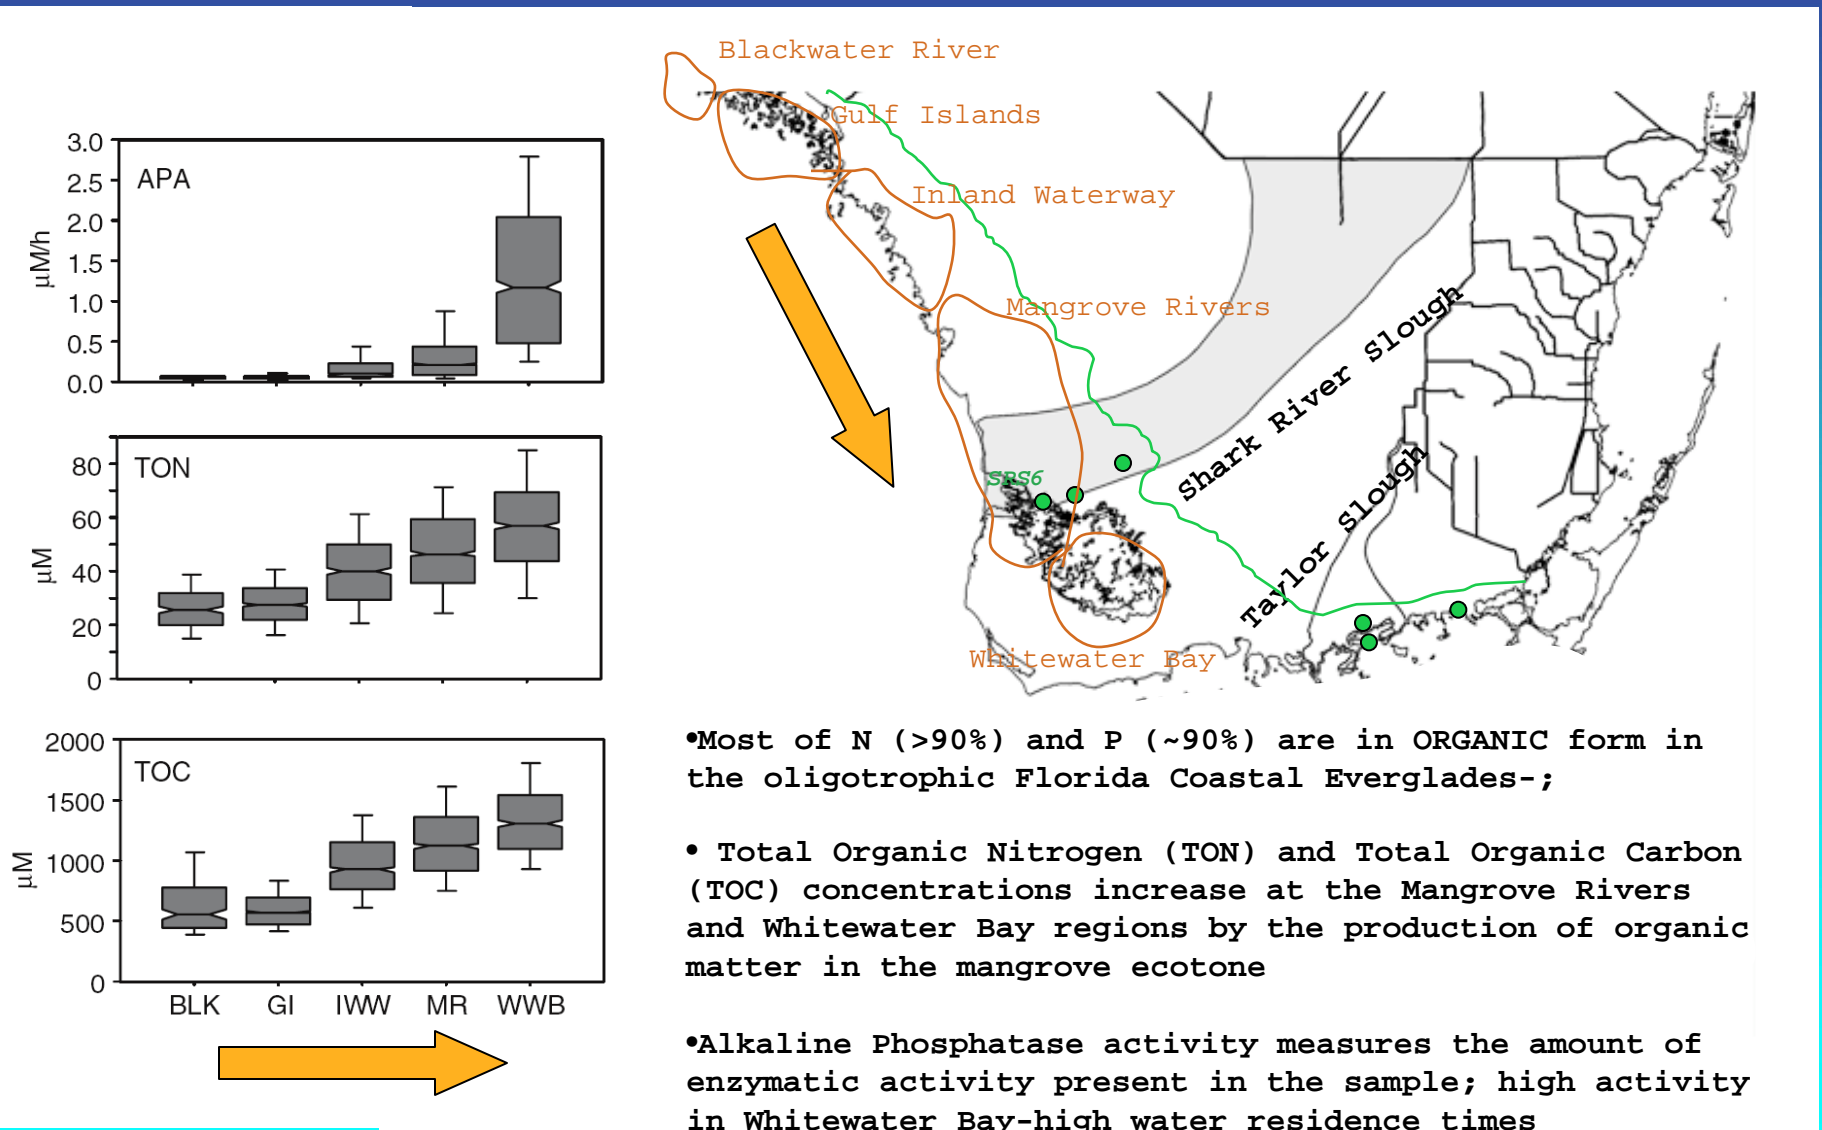 Blackwater River
Gulf Islands
Inland Waterway
Mangrove Rivers
Shark River Slough
SRS6
Taylor Slough
Whitewater Bay
3.0
APA
2.5
2.0
µM/h
1.5
1.0
0.5
0.0
TON
80
60
µM
40
20
0
2000
TOC
1500
µM
1000
500
0
BLK GI IWW MR WWB
•Most of N (>90%) and P (~90%) are in ORGANIC form in
the oligotrophic Florida Coastal Everglades-;
• Total Organic Nitrogen (TON) and Total Organic Carbon
(TOC) concentrations increase at the Mangrove Rivers
and Whitewater Bay regions by the production of organic
matter in the mangrove ecotone
•Alkaline Phosphatase activity measures the amount of
enzymatic activity present in the sample; high activity
in Whitewater Bay-high water residence times